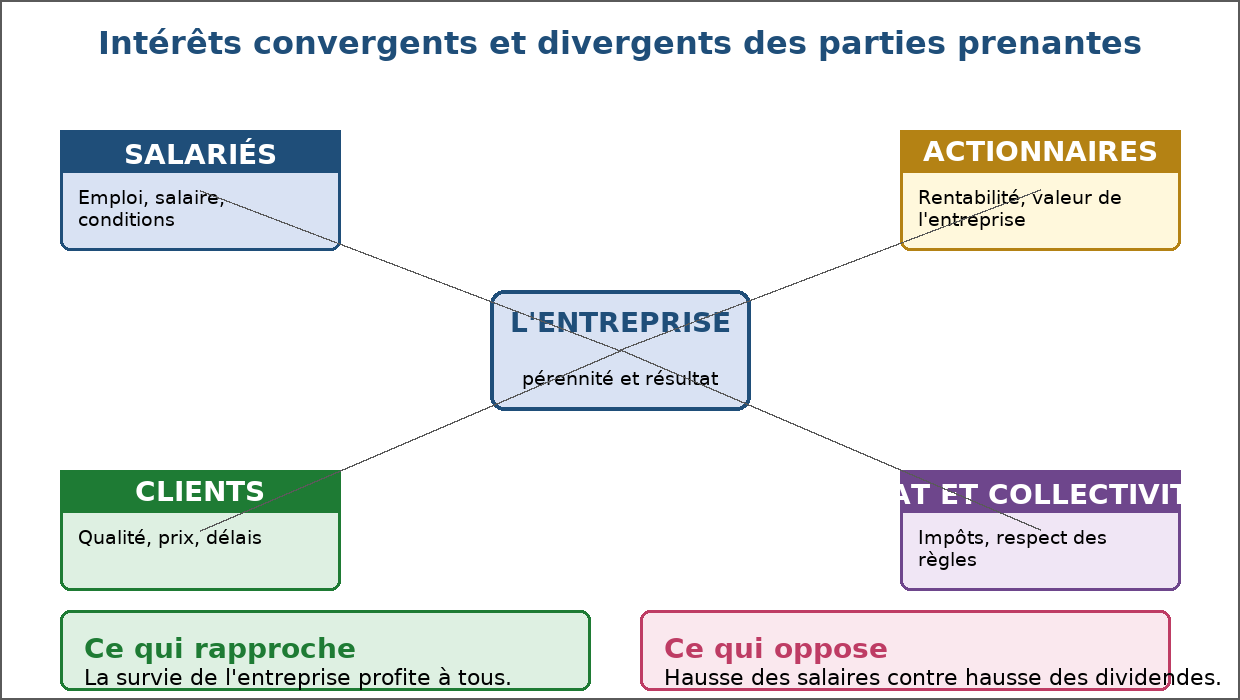 Intérêts convergents et divergents des parties prenantes
SALARIÉS
Emploi, salaire,
conditions
ACTIONNAIRES
Rentabilité, valeur de
l'entreprise
L'ENTREPRISE
pérennité et résultat
CLIENTS
Qualité, prix, délais
ET
Impôts, respect des
règles
Ce qui rapproche
La survie de l'entreprise profite à tous.
Ce qui oppose
Hausse des salaires contre hausse des dividendes.